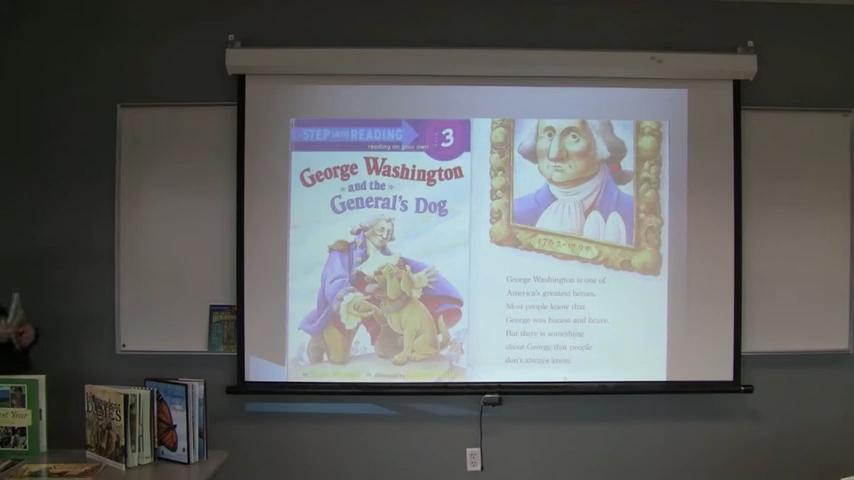 STEP INTO READING
3
reading on your own
George Washington
and the
General's Dog
George Washington is one of
America's greatest heroes.
Most people know that
George was honest and brave.
But there is something
about George that people
don't always know.